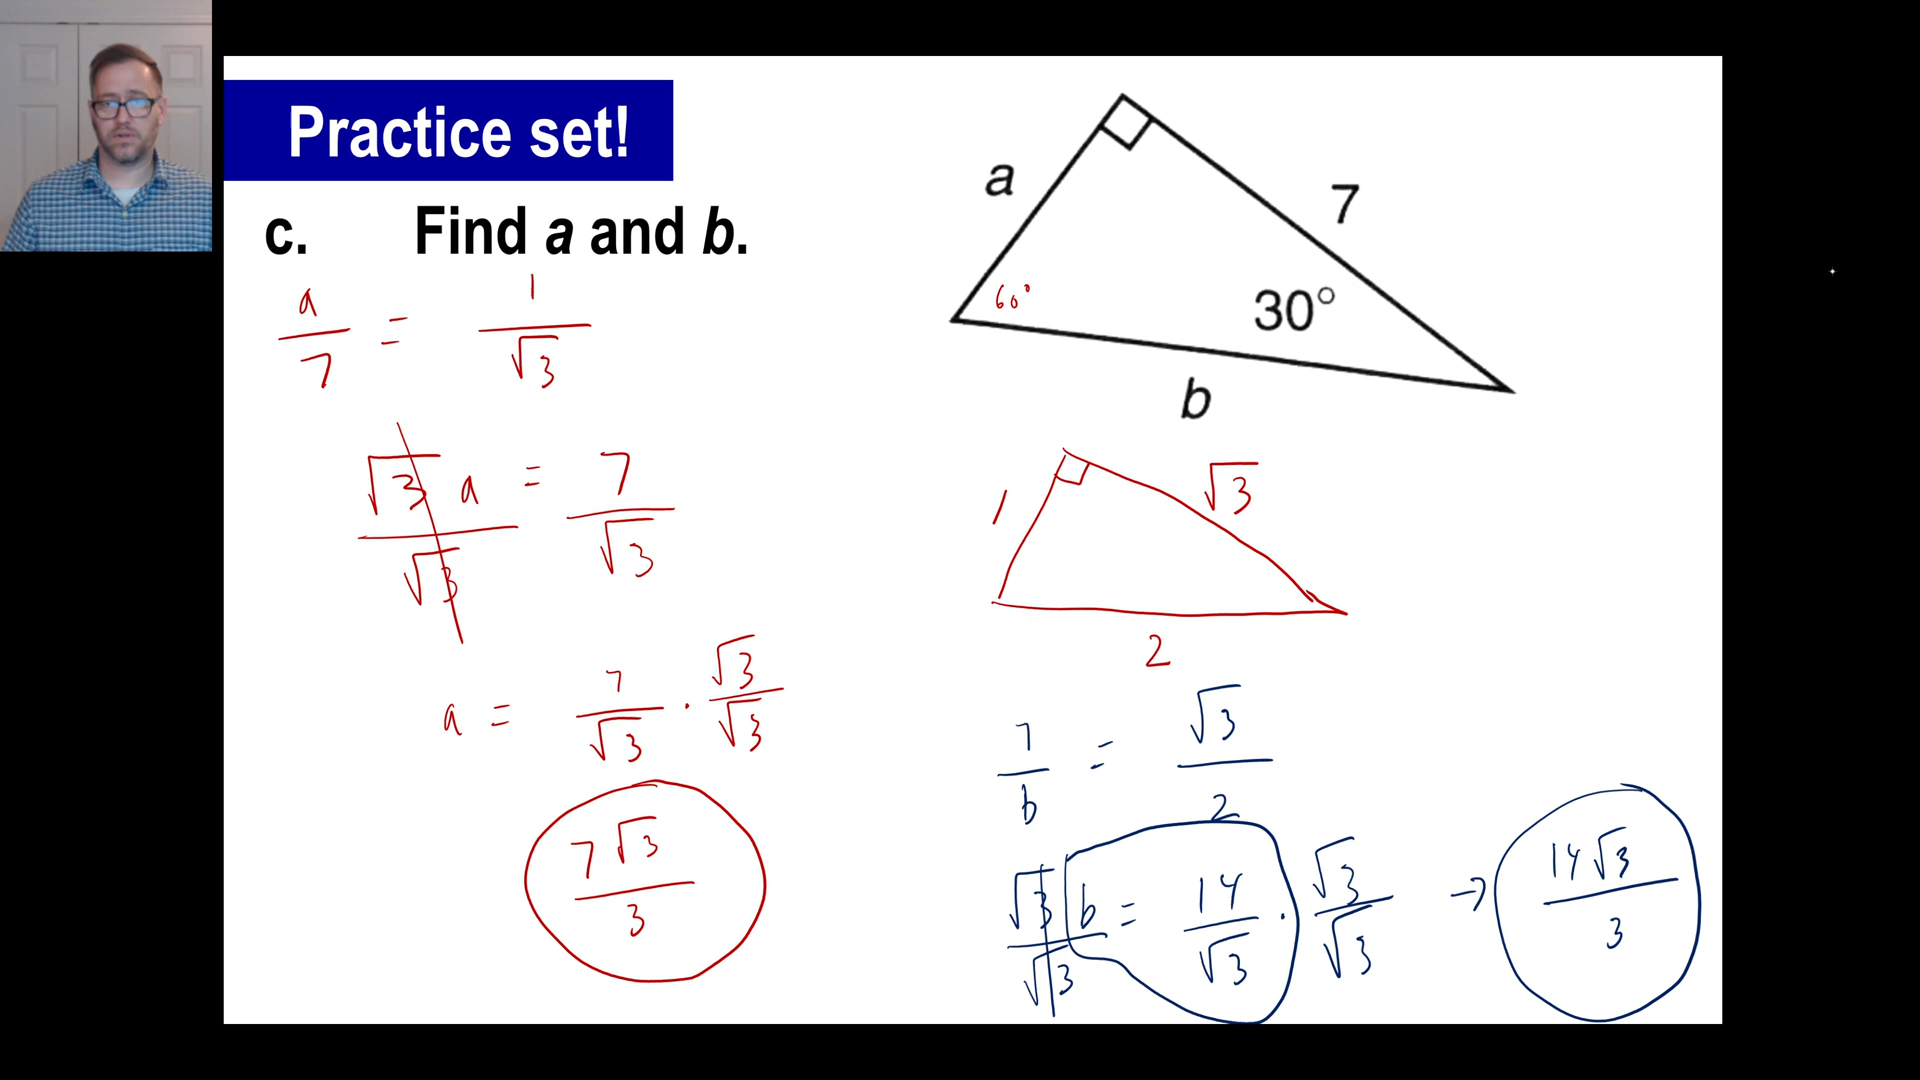 Practice set!
c. Find a and b.
a
7
30°
b
60°
a/7 = 1/√3
√3 a/√3 = 7/√3
a = 7/√3 · √3/√3
7√3/3
1
√3
2
7/b = √3/2
√3 b/√3 = 14/√3 · √3/√3 → 14√3/3